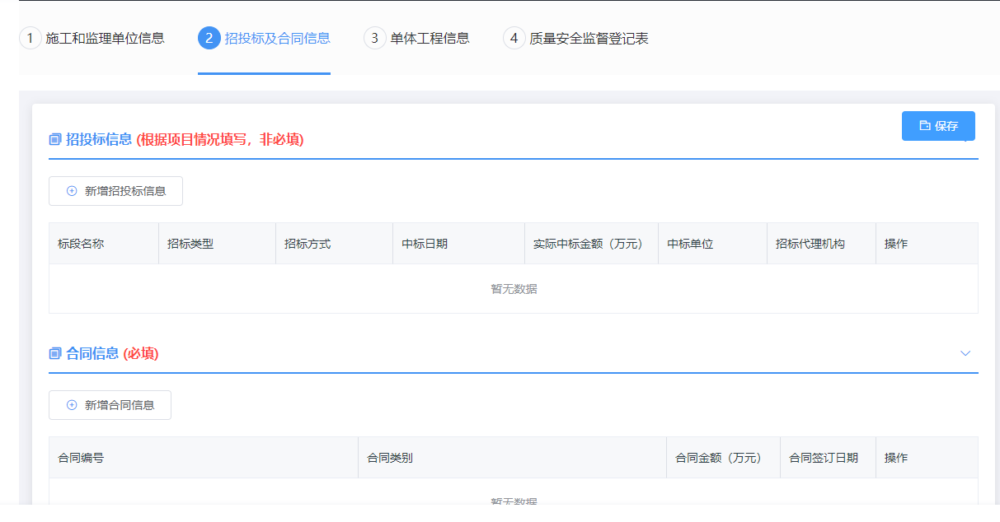 1 施工和监理单位信息 2 招投标及合同信息 3 单体工程信息 4 质量安全监督登记表
保存
招投标信息 (根据项目情况填写，非必填)
新增招投标信息
标段名称 招标类型 招标方式 中标日期 实际中标金额（万元） 中标单位 招标代理机构 操作
暂无数据
合同信息 (必填)
新增合同信息
合同编号 合同类别 合同金额（万元） 合同签订日期 操作
暂无数据